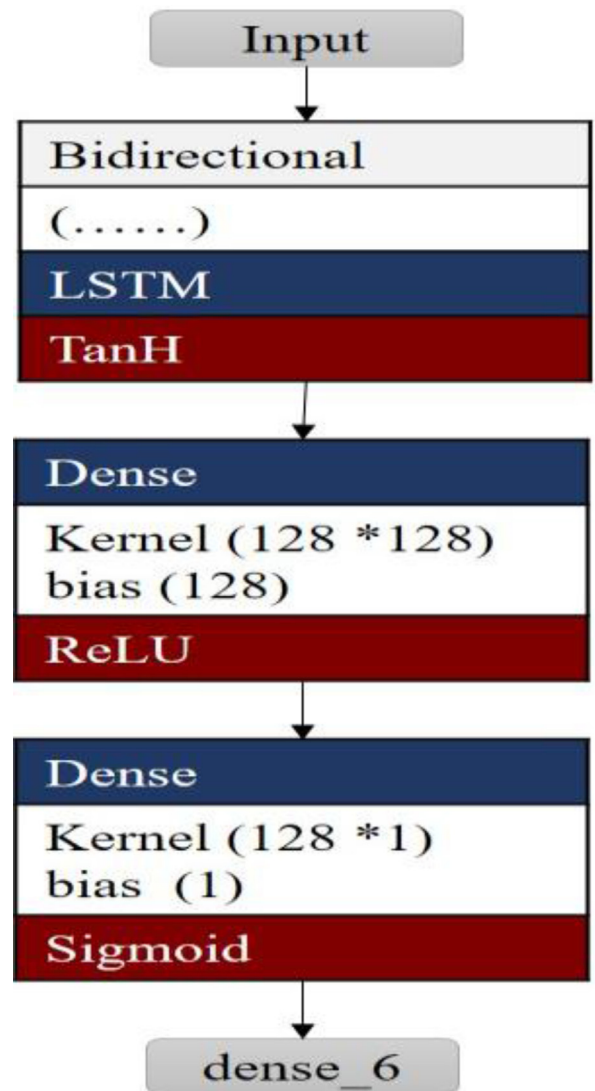 Input
Bidirectional
(......)
LSTM
TanH
Dense
Kernel (128 *128)
bias (128)
ReLU
Dense
Kernel (128 *1)
bias (1)
Sigmoid
dense_6